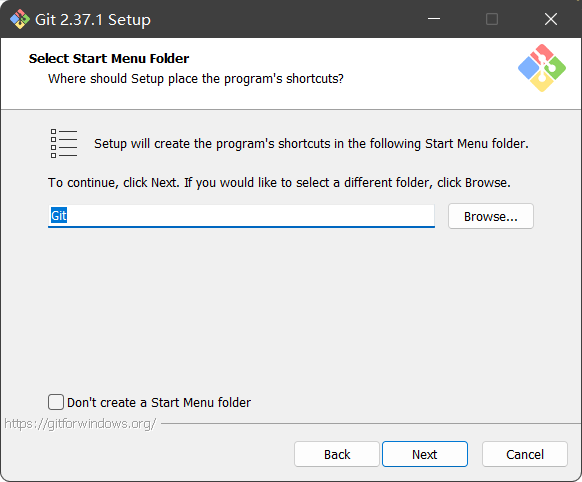 Git 2.37.1 Setup
Select Start Menu Folder
Where should Setup place the program's shortcuts?
Setup will create the program's shortcuts in the following Start Menu folder.
To continue, click Next. If you would like to select a different folder, click Browse.
Git
Browse...
Don't create a Start Menu folder
https://gitforwindows.org/
Back
Next
Cancel